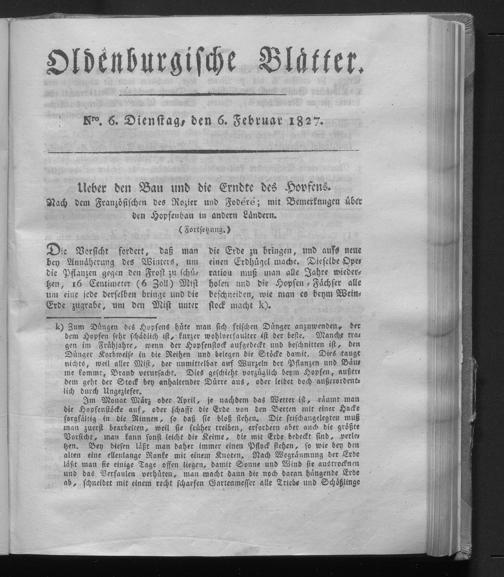 Oldenburgische Blätter.
Nro. 6. Dienstag, den 6. Februar 1827.
Ueber den Bau und die Erndte des Hopfens.
Nach dem Französischen des Rozier und Foderé; mit Bemerkungen über
den Hopfenbau in andern Ländern.
(Fortsetzung.)
Die Vorsicht fordert, daß man
bey Annäherung des Winters, um
die Pflanzen gegen den Frost zu schü-
tzen, 16 Centimeter (6 Zoll) Mist
um eine jede derselben bringe und die
Erde zugrabe, um den Mist unter
die Erde zu bringen, und aufs neue
einen Erdhügel mache. Dieselbe Ope-
ration muß man alle Jahre wieder-
holen und die Hopfen-Fächser alle
beschneiden, wie man es beym Wein-
stock macht k).
k) Zum Düngen des Hopfens hüte man sich frischen Dünger anzuwenden, der
dem Hopfen sehr schädlich ist, kurzer wohlverfaulter ist der beste. Manche tra-
gen im Frühjahre, wenn der Hopfenstock aufgedeckt und beschnitten ist, den
Dünger Korbweise in die Reihen und belegen die Stöcke damit. Dies taugt
nichts, weil aller Mist, der unmittelbar auf Wurzeln der Pflanzen und Bäu-
me kommt, Brand verursacht. Dies geschieht vorzüglich beym Hopfen, außer-
dem geht der Stock bey anhaltender Dürre aus, oder leidet doch außerordent-
lich durch Ungeziefer.
Im Monat März oder April, je nachdem das Wetter ist, räumt man
die Hopfenstöcke auf, oder schafft die Erde von den Beeten mit einer Hacke
sorgfältig in die Rinnen, so daß sie bloß stehen. Die freischangelegten muß
man zuerst bearbeiten, weil sie früher treiben, erfordern aber auch die größte
Vorsicht, man kann sonst leicht die Keime, die mit Erde bedeckt sind, verle-
tzen. Bey diesen läßt man daher immer einen Pflock stehen, so wie bey den
alten eine ellenlange Ranke mit einem Knoten. Nach Wegräumung der Erde
läßt man sie einige Tage offen liegen, damit Sonne und Wind sie austrocknen
und das Verfaulen verhüten, man macht dann die noch daran hängende Erde
ab, schneidet mit einem recht scharfen Gartenmesser alle Triebe und Schößlinge